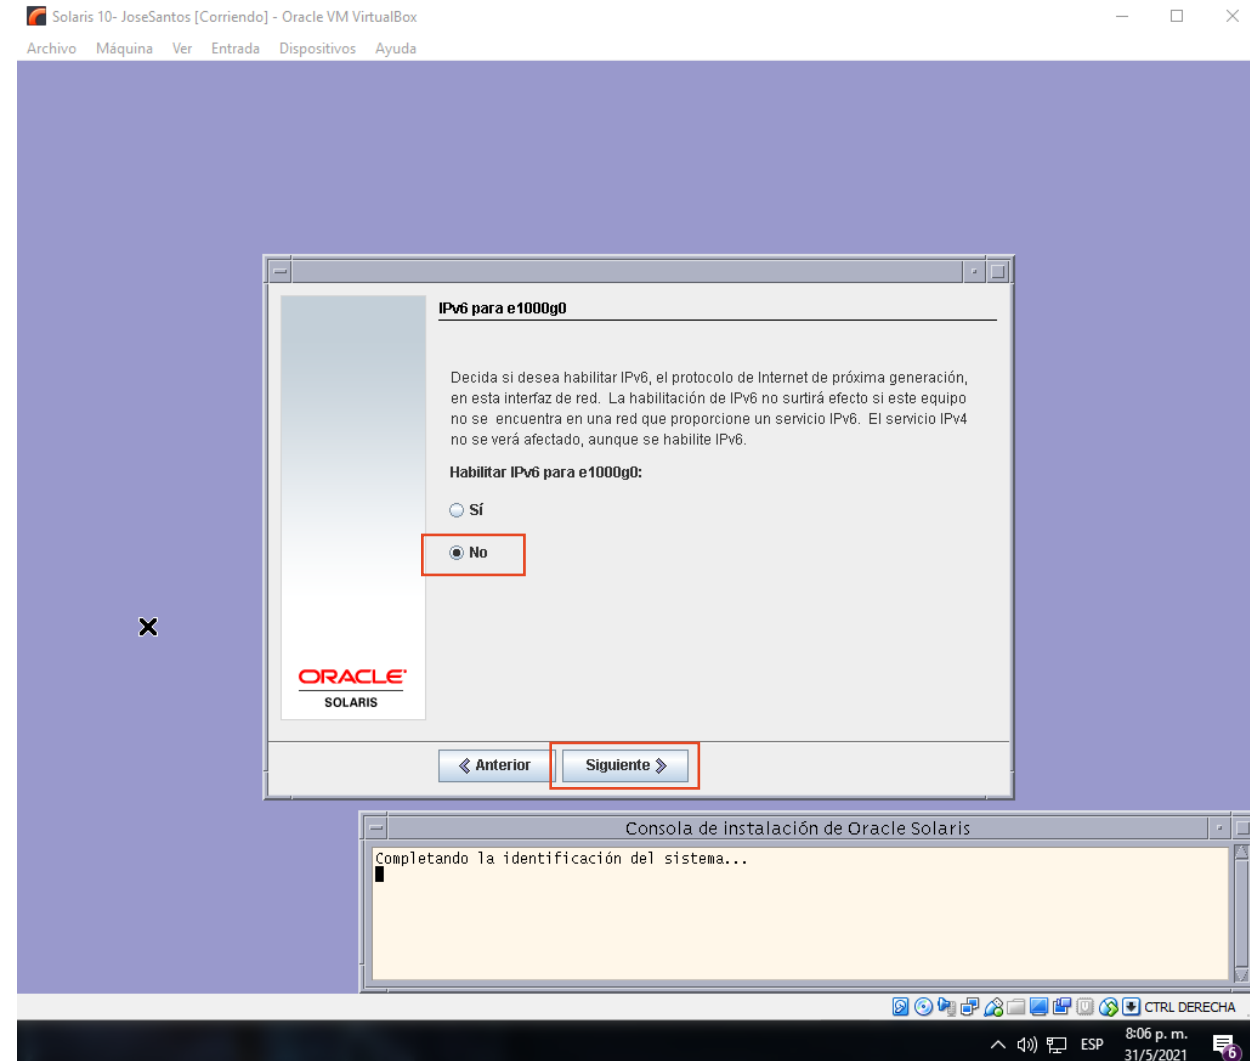 Solaris 10- JoseSantos [Corriendo] - Oracle VM VirtualBox
Archivo Máquina Ver Entrada Dispositivos Ayuda
IPv6 para e1000g0
Decida si desea habilitar IPv6, el protocolo de Internet de próxima generación,
en esta interfaz de red. La habilitación de IPv6 no surtirá efecto si este equipo
no se encuentra en una red que proporcione un servicio IPv6. El servicio IPv4
no se verá afectado, aunque se habilite IPv6.
Habilitar IPv6 para e1000g0:
Sí
No
ORACLE
SOLARIS
Anterior Siguiente
Consola de instalación de Oracle Solaris
Completando la identificación del sistema...
CTRL DERECHA
ESP
8:06 p. m.
31/5/2021
6